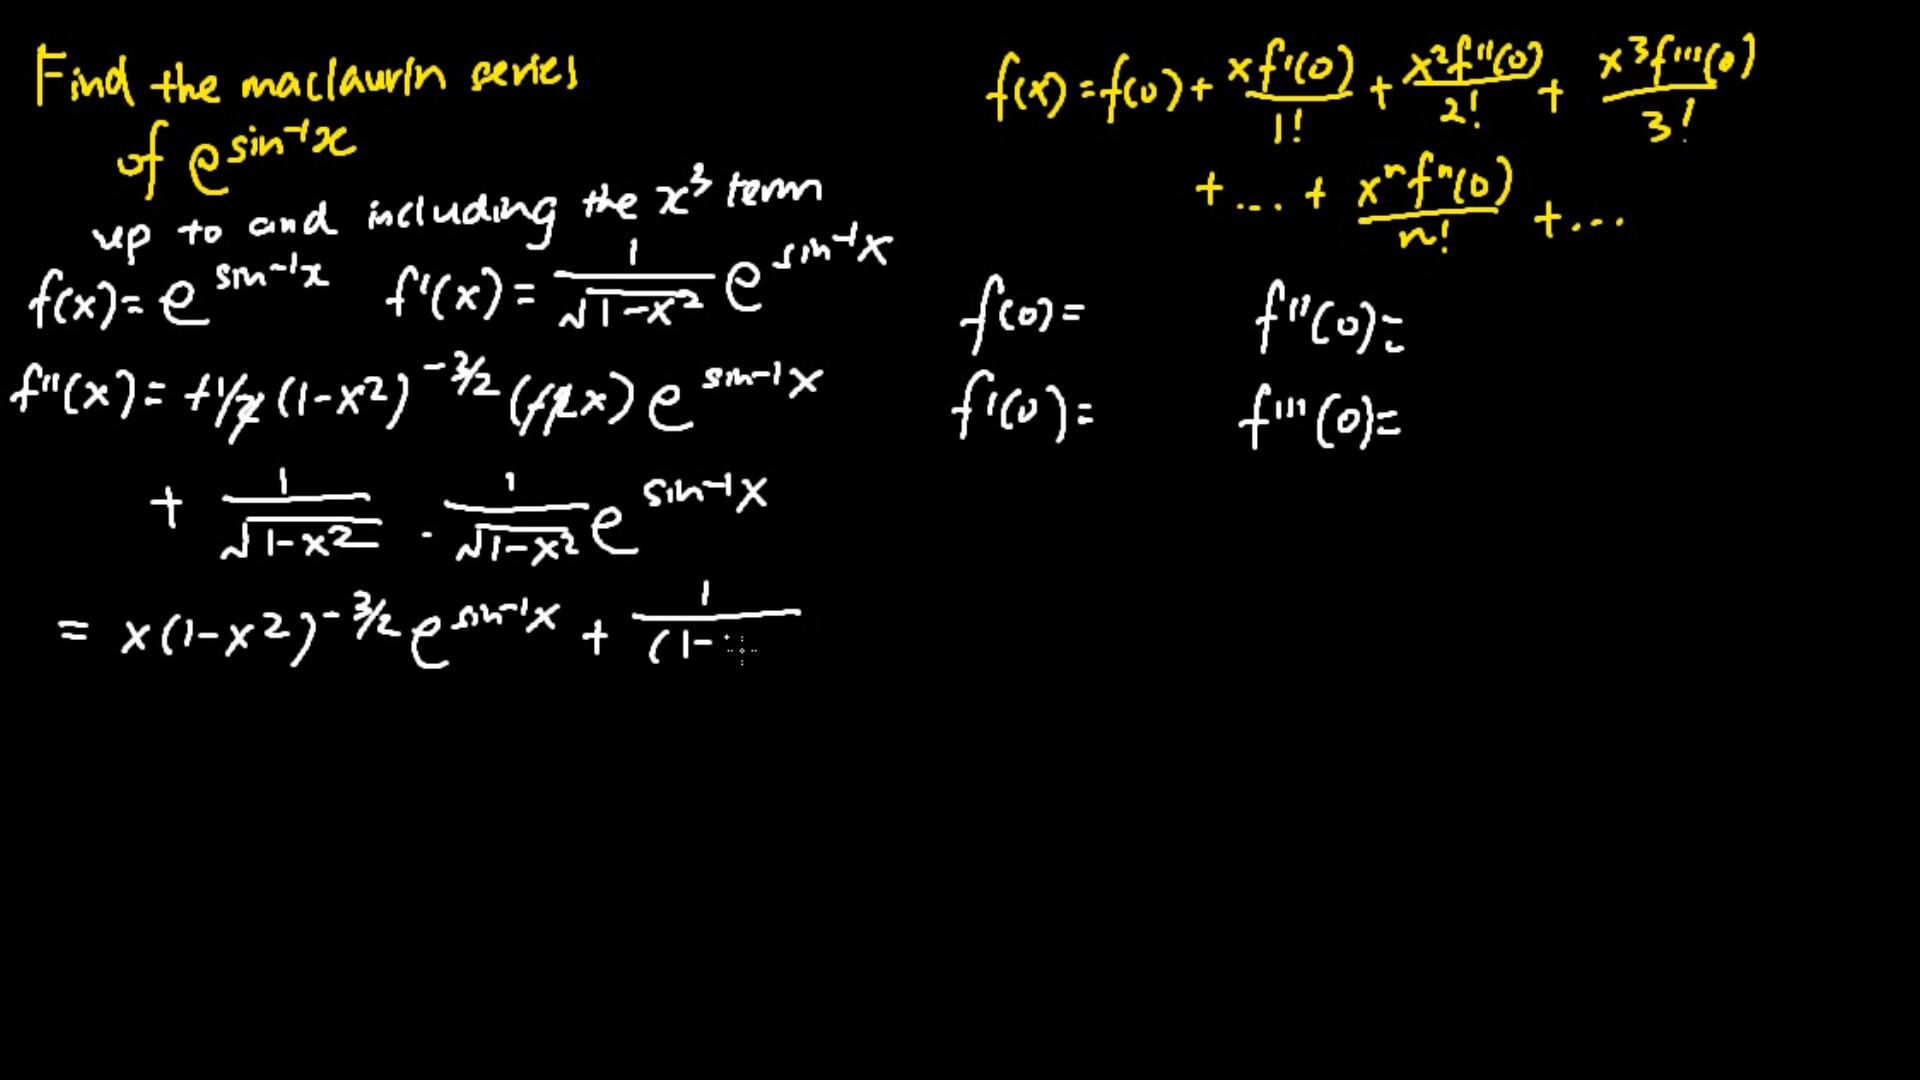 Find the maclaurin series
of e^sin⁻¹x
up to and including the x³ term
f(x)= e^sin⁻¹x f'(x) = 1/√(1-x²) e^sin⁻¹x
f''(x)= +1/2 (1-x²)^-3/2 (+2x) e^sin⁻¹x
+ 1/√(1-x²) · 1/√(1-x²) e^sin⁻¹x
= x(1-x²)^-3/2 e^sin⁻¹x + 1/(1-
f(x) = f(0) + xf'(0)/1! + x²f''(0)/2! + x³f'''(0)/3!
+ ... + xⁿfⁿ(0)/n! + ...
f(0)= f''(0)=
f'(0)= f'''(0)=